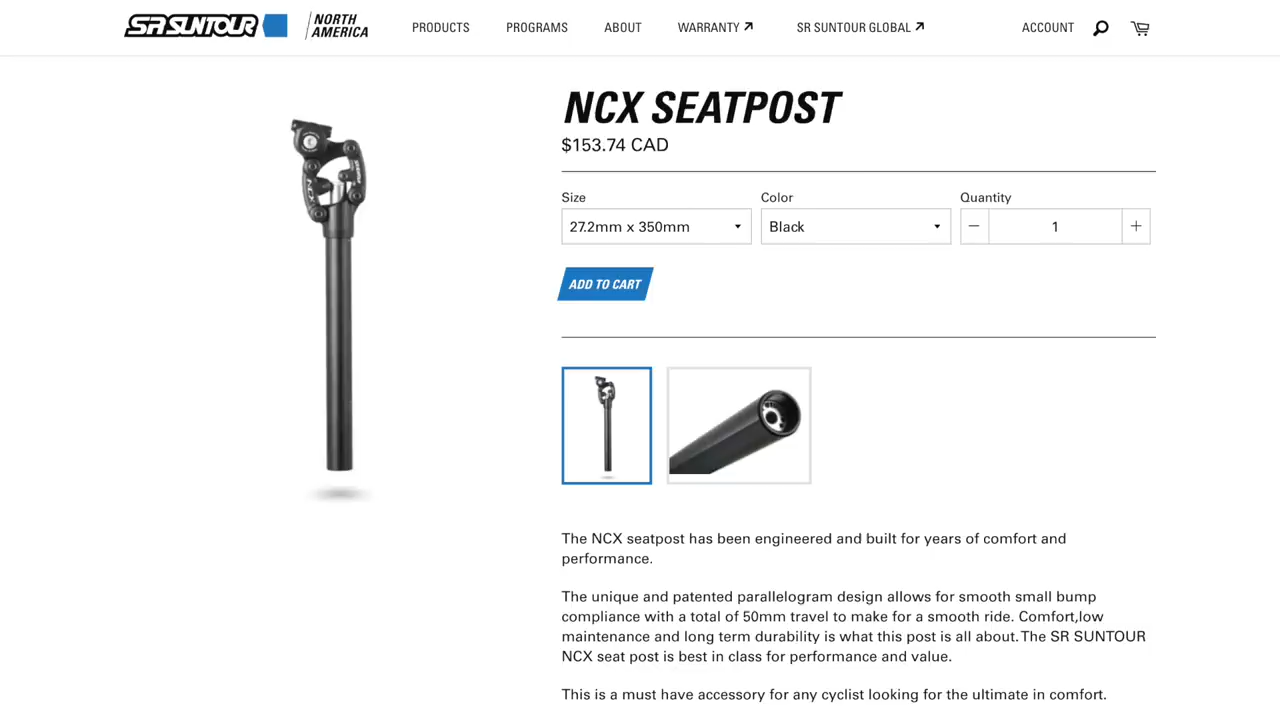 SR SUNTOUR
NORTH AMERICA
PRODUCTS
PROGRAMS
ABOUT
WARRANTY
SR SUNTOUR GLOBAL
ACCOUNT
NCX SEATPOST
$153.74 CAD
Size
Color
Quantity
27.2mm x 350mm
Black
− 1 +
ADD TO CART
NCX
The NCX seatpost has been engineered and built for years of comfort and
performance.
The unique and patented parallelogram design allows for smooth small bump
compliance with a total of 50mm travel to make for a smooth ride. Comfort,low
maintenance and long term durability is what this post is all about. The SR SUNTOUR
NCX seat post is best in class for performance and value.
This is a must have accessory for any cyclist looking for the ultimate in comfort.